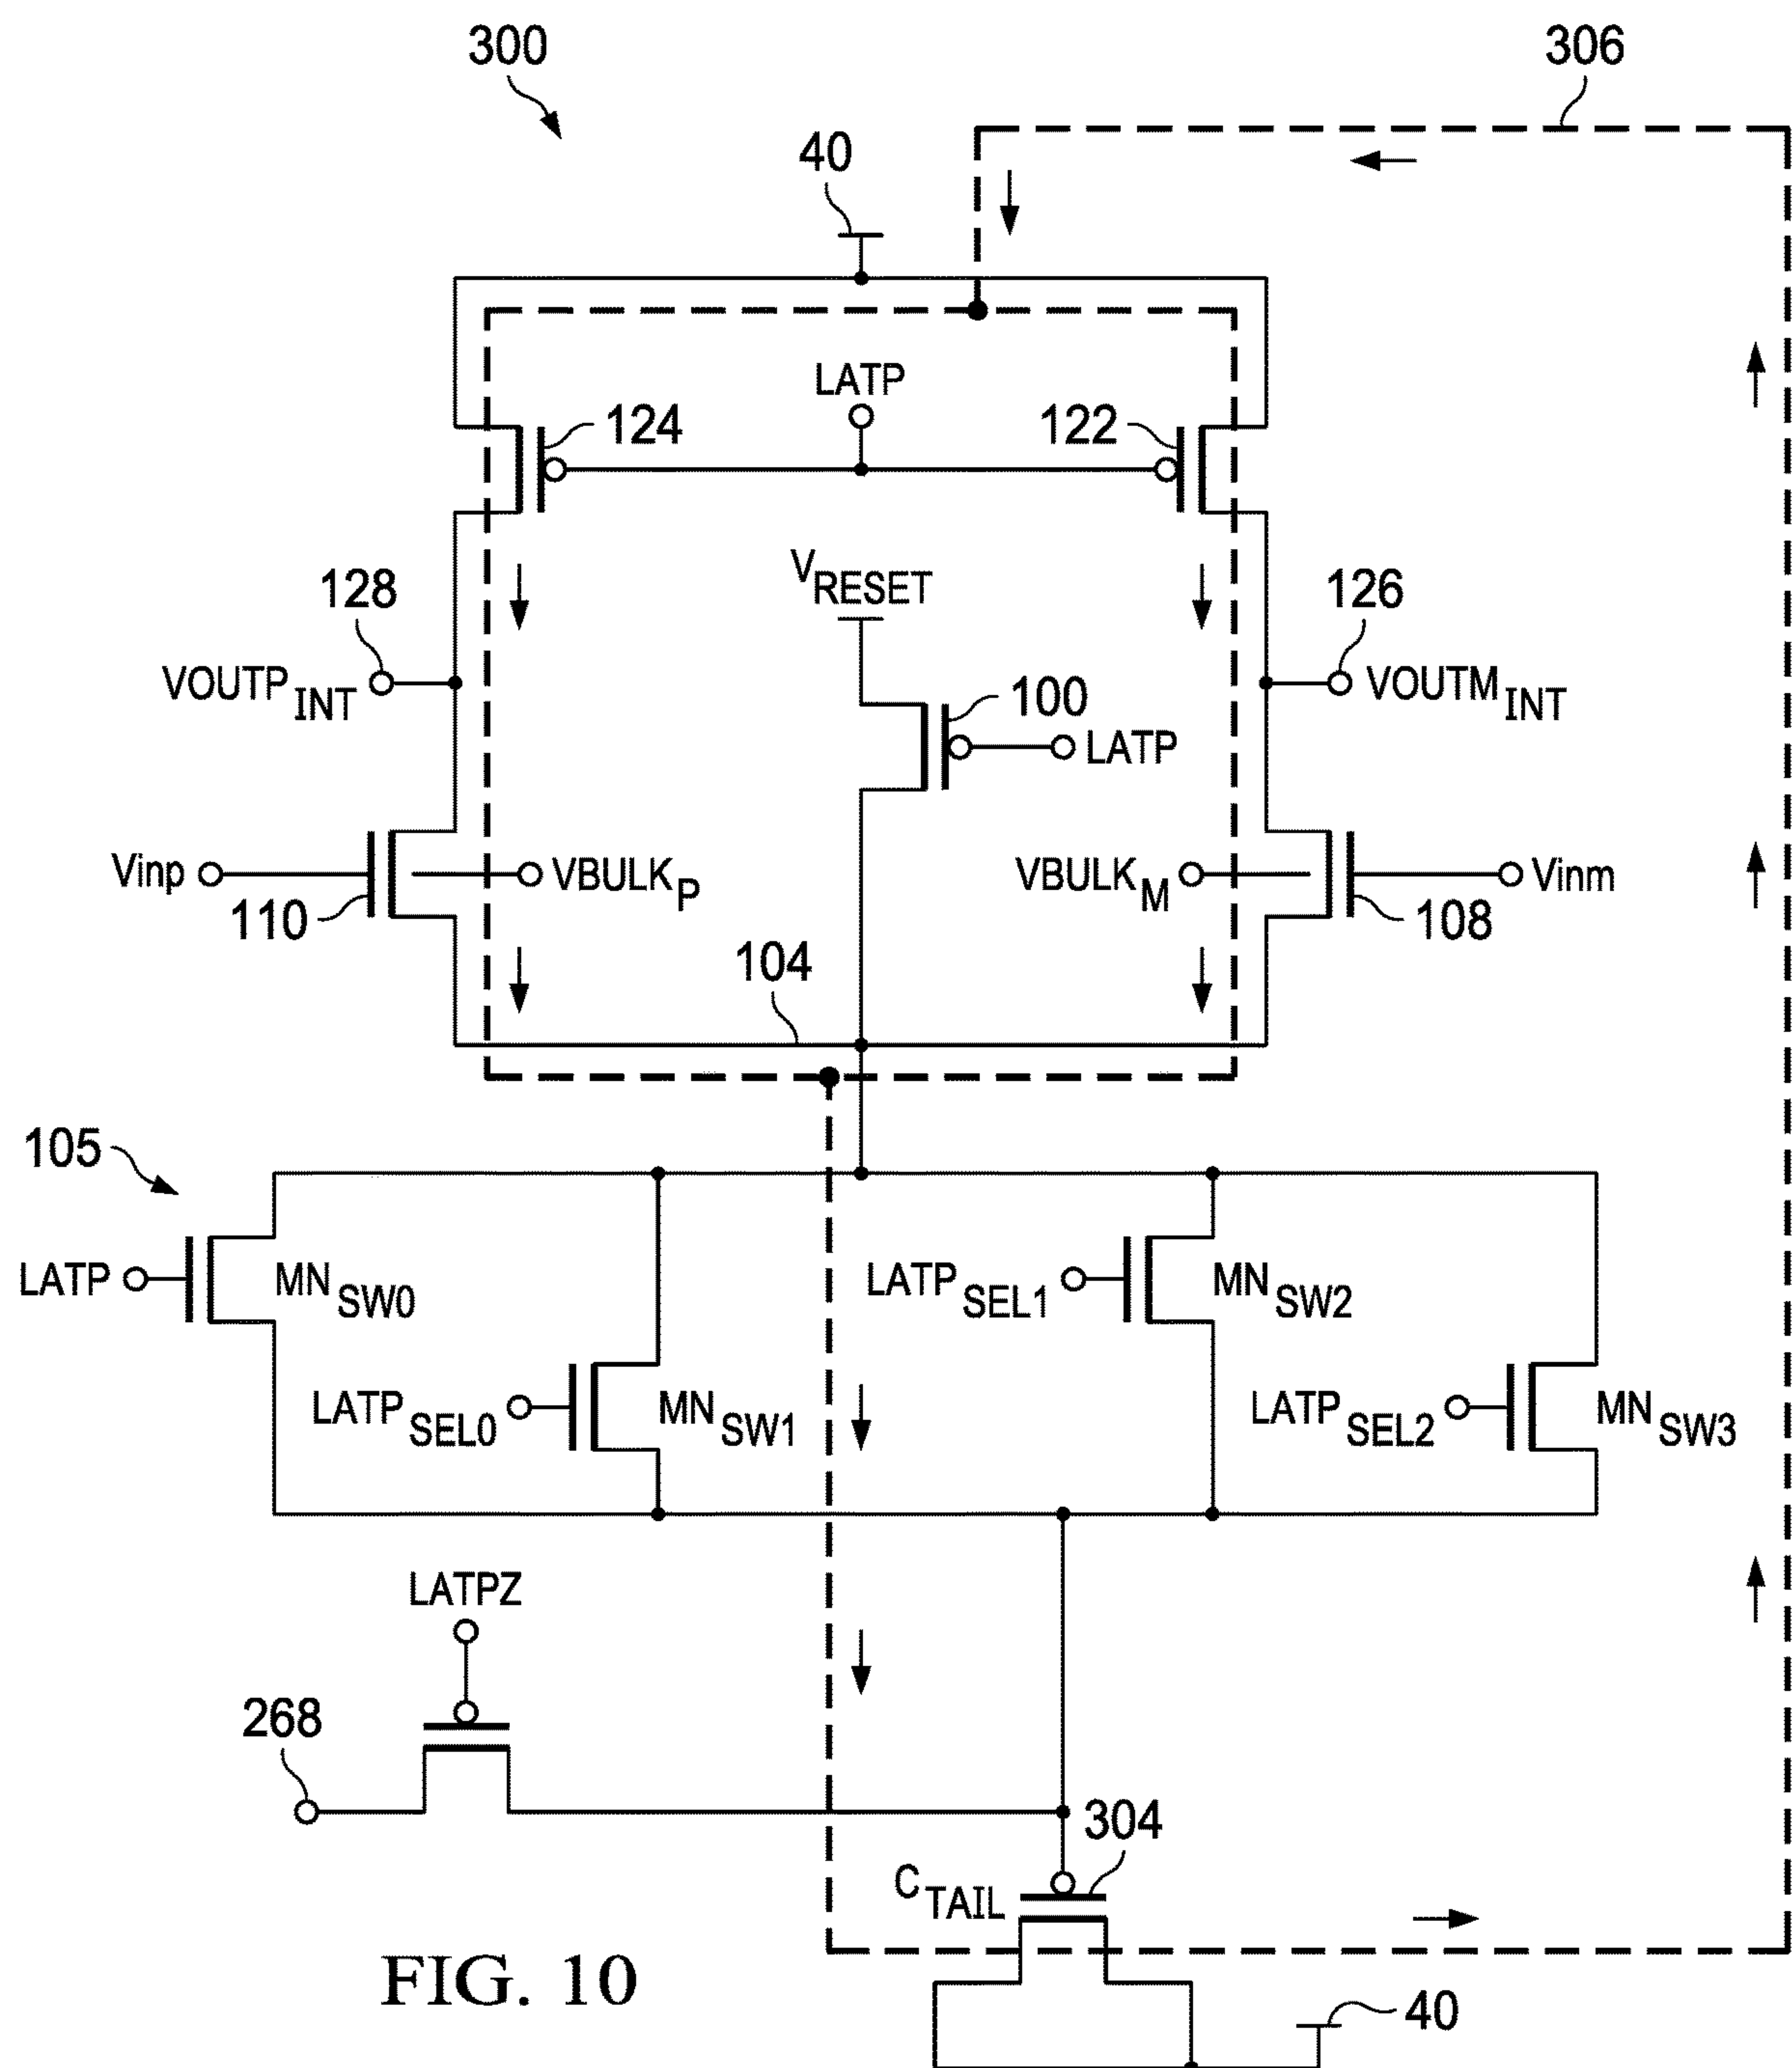 300
306
40
LATP
124
122
VRESET
128
126
VOUTPINT
100
VOUTMINT
LATP
Vinp
VBULKP
VBULKM
Vinm
110
108
104
105
LATP
MNSW0
LATPSEL1
MNSW2
LATPSEL0
MNSW1
LATPSEL2
MNSW3
LATPZ
268
304
CTAIL
FIG. 10
40